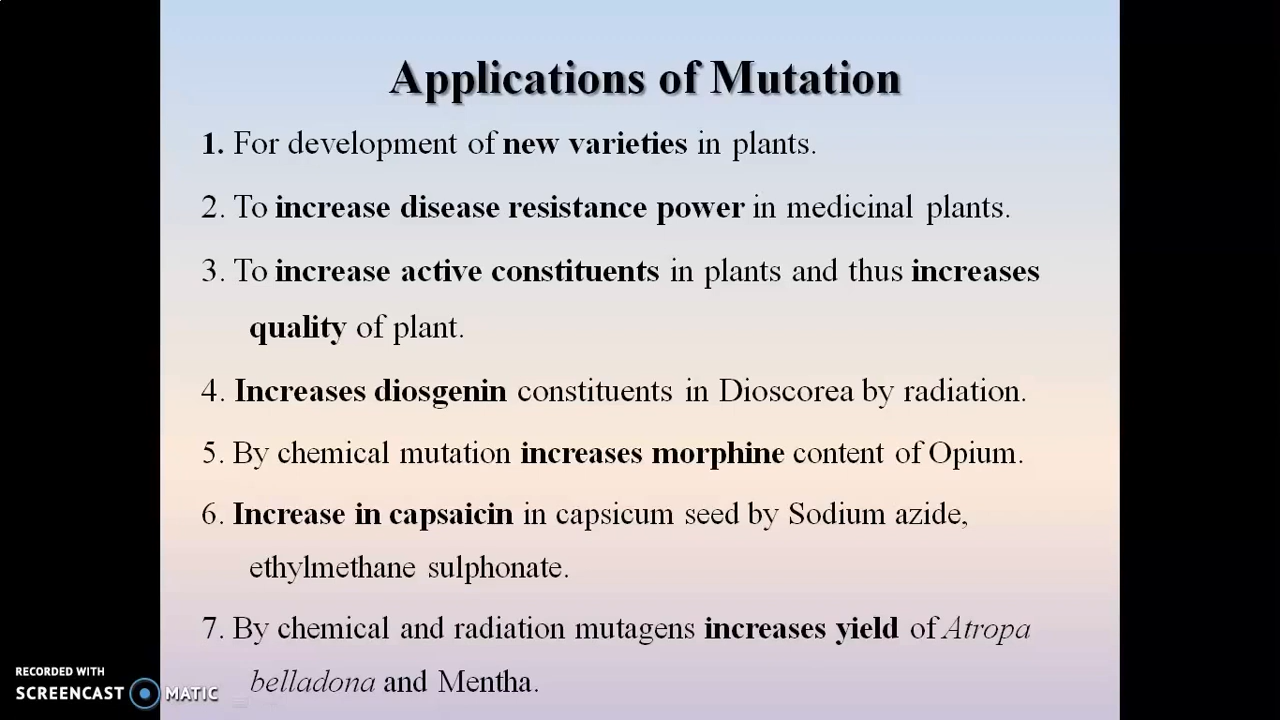 Applications of Mutation
1. For development of new varieties in plants.
2. To increase disease resistance power in medicinal plants.
3. To increase active constituents in plants and thus increases
quality of plant.
4. Increases diosgenin constituents in Dioscorea by radiation.
5. By chemical mutation increases morphine content of Opium.
6. Increase in capsaicin in capsicum seed by Sodium azide,
ethylmethane sulphonate.
7. By chemical and radiation mutagens increases yield of Atropa
belladona and Mentha.
RECORDED WITH
SCREENCAST MATIC